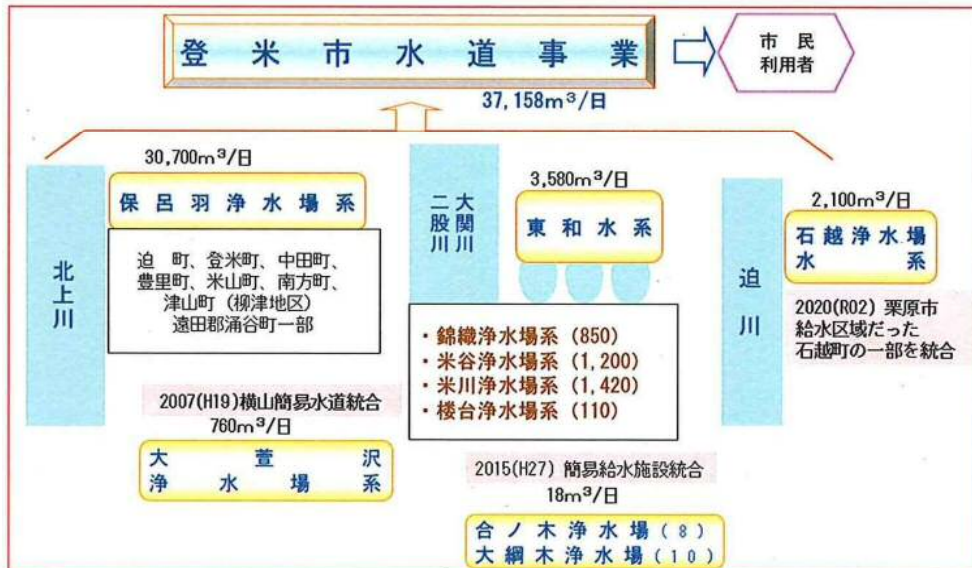 登米市水道事業
市民
利用者
37,158m³/日
30,700m³/日
保呂羽浄水場系
北上川
迫　町、登米町、中田町、
豊里町、米山町、南方町、
津山町（柳津地区）
遠田郡涌谷町一部
2007(H19)横山簡易水道統合
760m³/日
大萱沢
浄水場系
大関川
二股川
3,580m³/日
東和水系
・錦織浄水場系（850）
・米谷浄水場系（1,200）
・米川浄水場系（1,420）
・楼台浄水場系（110）
2015(H27) 簡易給水施設統合
18m³/日
合ノ木浄水場(8)
大綱木浄水場(10)
迫川
2,100m³/日
石越浄水場
水系
2020(R02) 栗原市
給水区域だった
石越町の一部を統合